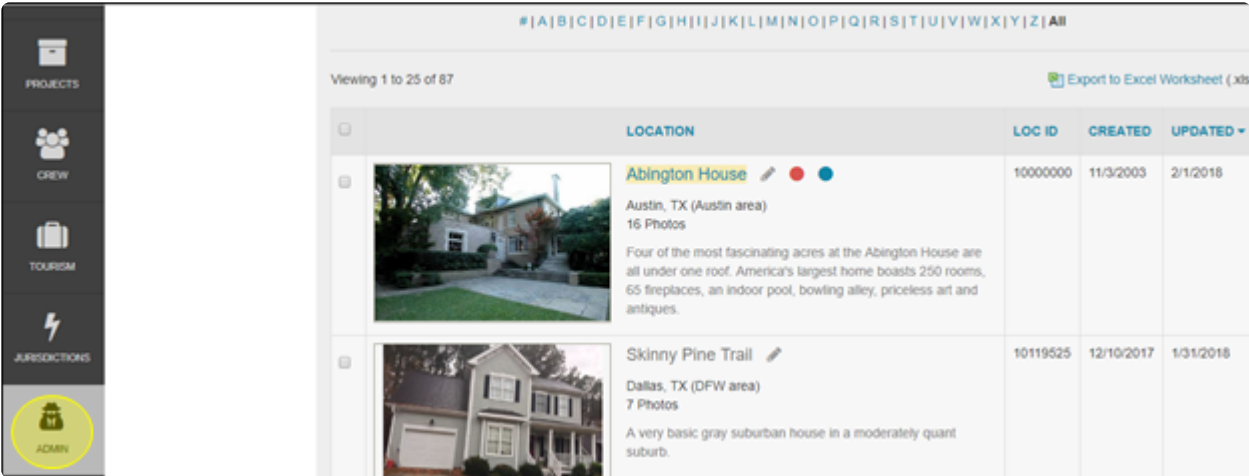 # | A | B | C | D | E | F | G | H | I | J | K | L | M | N | O | P | Q | R | S | T | U | V | W | X | Y | Z | All
PROJECTS
CREW
TOURISM
JURISDICTIONS
ADMIN
Viewing 1 to 25 of 87
Export to Excel Worksheet (.xls
LOCATION LOC ID CREATED UPDATED
Abington House 10000000 11/3/2003 2/1/2018
Austin, TX (Austin area)
16 Photos
Four of the most fascinating acres at the Abington House are
all under one roof. America's largest home boasts 250 rooms,
65 fireplaces, an indoor pool, bowling alley, priceless art and
antiques.
Skinny Pine Trail 10119525 12/10/2017 1/31/2018
Dallas, TX (DFW area)
7 Photos
A very basic gray suburban house in a moderately quant
suburb.